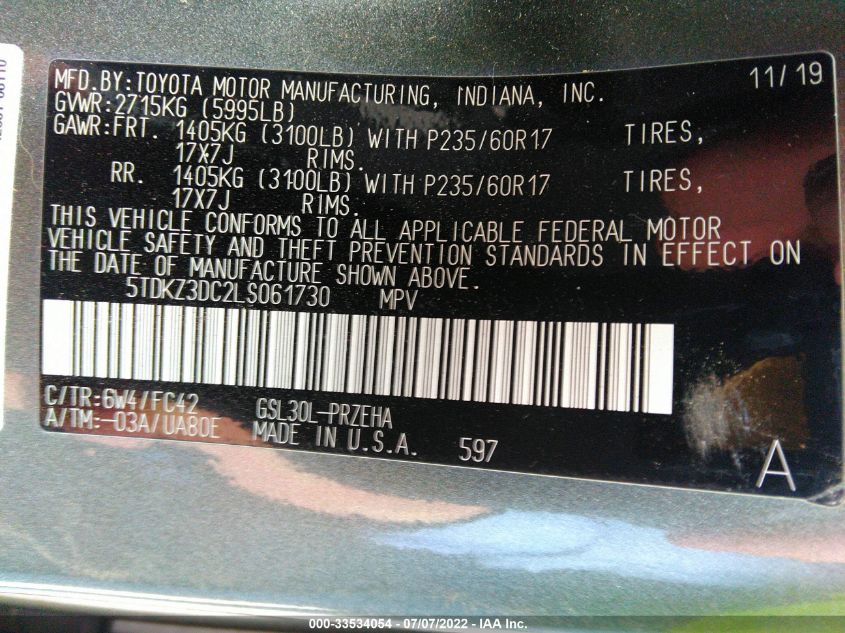 MFD.BY:TOYOTA MOTOR MANUFACTURING, INDIANA, INC. 11/19
GVWR:2715KG (5995LB)
GAWR:FRT. 1405KG (3100LB) WITH P235/60R17 TIRES,
17X7J RIMS.
RR. 1405KG (3100LB) WITH P235/60R17 TIRES,
17X7J RIMS.
THIS VEHICLE CONFORMS TO ALL APPLICABLE FEDERAL MOTOR
VEHICLE SAFETY AND THEFT PREVENTION STANDARDS IN EFFECT ON
THE DATE OF MANUFACTURE SHOWN ABOVE.
5TDKZ3DC2LS061730 MPV
C/TR:6W4/FC42 GSL30L-PRZEHA
A/TM:-03A/UA80E MADE IN U.S.A. 597
A
000-33534054 - 07/07/2022 - IAA Inc.